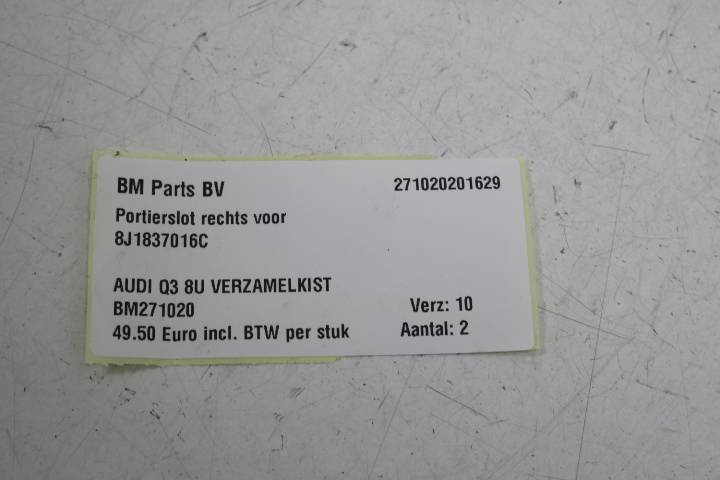 BM Parts BV 271020201629
Portierslot rechts voor
8J1837016C
AUDI Q3 8U VERZAMELKIST
BM271020 Verz: 10
49.50 Euro incl. BTW per stuk Aantal: 2